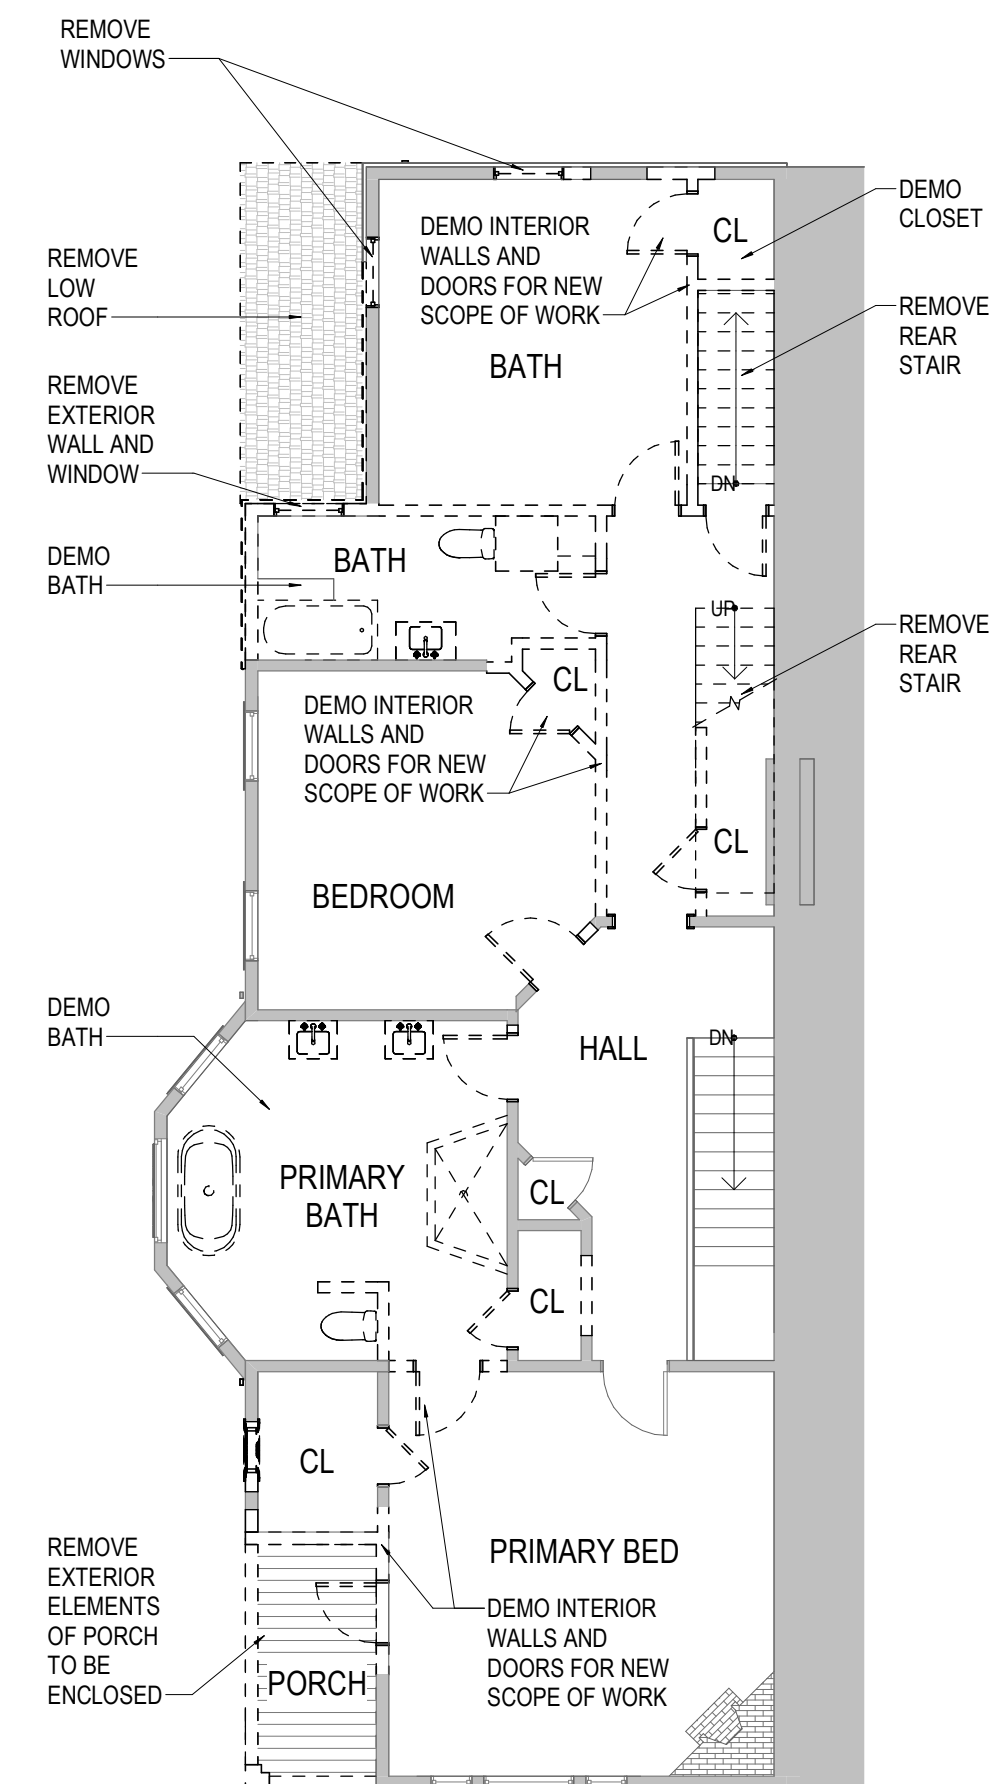 REMOVE
WINDOWS
DEMO
CLOSET
DEMO INTERIOR
WALLS AND
DOORS FOR NEW
SCOPE OF WORK
CL
REMOVE
LOW
ROOF
REMOVE
REAR
STAIR
BATH
REMOVE
EXTERIOR
WALL AND
WINDOW
DN
DEMO
BATH
BATH
UP
REMOVE
REAR
STAIR
CL
DEMO INTERIOR
WALLS AND
DOORS FOR NEW
SCOPE OF WORK
CL
BEDROOM
DEMO
BATH
HALL
DN
PRIMARY
BATH
CL
CL
CL
REMOVE
EXTERIOR
ELEMENTS
OF PORCH
TO BE
ENCLOSED
PRIMARY BED
DEMO INTERIOR
WALLS AND
DOORS FOR NEW
SCOPE OF WORK
PORCH